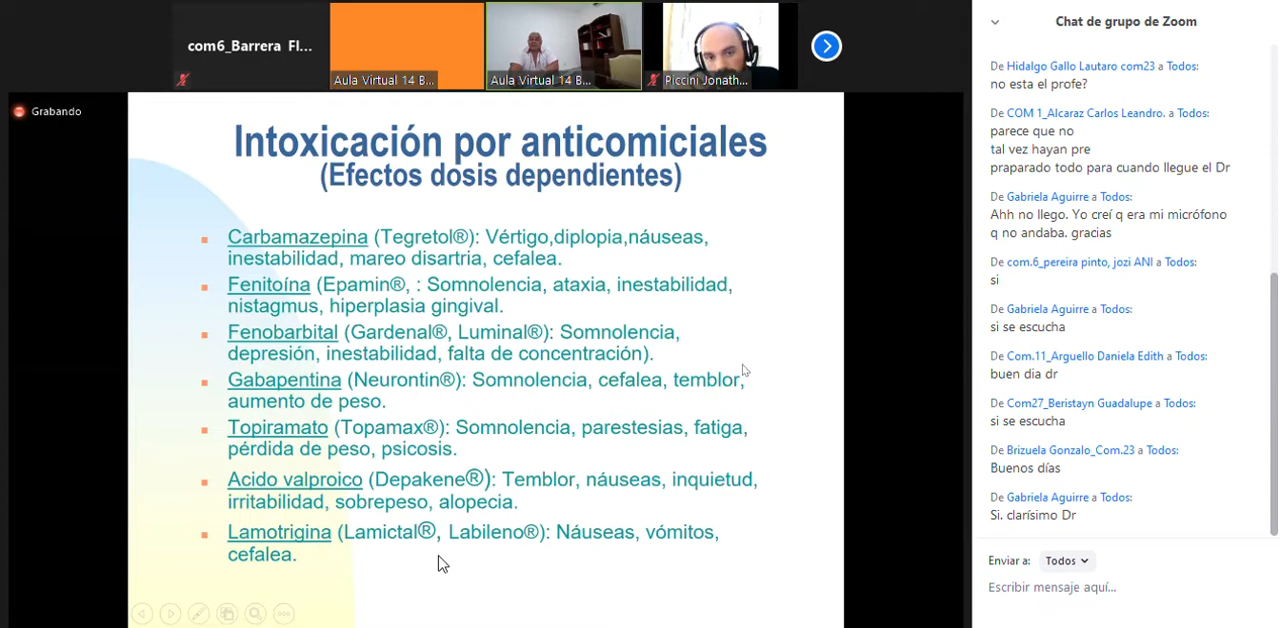 com6_Barrera Fl...
Aula Virtual 14 B...
Aula Virtual 14 B...
Piccini Jonath...
Grabando
Intoxicación por anticomiciales
(Efectos dosis dependientes)
Carbamazepina (Tegretol®): Vértigo,diplopia,náuseas,
inestabilidad, mareo disartria, cefalea.
Fenitoína (Epamin®, : Somnolencia, ataxia, inestabilidad,
nistagmus, hiperplasia gingival.
Fenobarbital (Gardenal®, Luminal®): Somnolencia,
depresión, inestabilidad, falta de concentración).
Gabapentina (Neurontin®): Somnolencia, cefalea, temblor,
aumento de peso.
Topiramato (Topamax®): Somnolencia, parestesias, fatiga,
pérdida de peso, psicosis.
Acido valproico (Depakene®): Temblor, náuseas, inquietud,
irritabilidad, sobrepeso, alopecia.
Lamotrigina (Lamictal®, Labileno®): Náuseas, vómitos,
cefalea.
Chat de grupo de Zoom
De Hidalgo Gallo Lautaro com23 a Todos:
no esta el profe?
De COM 1_Alcaraz Carlos Leandro. a Todos:
parece que no
tal vez hayan pre
praparado todo para cuando llegue el Dr
De Gabriela Aguirre a Todos:
Ahh no llego. Yo creí q era mi micrófono
q no andaba. gracias
De com.6_pereira pinto, jozi ANI a Todos:
si
De Gabriela Aguirre a Todos:
si se escucha
De Com.11_Arguello Daniela Edith a Todos:
buen dia dr
De Com27_Beristayn Guadalupe a Todos:
si se escucha
De Brizuela Gonzalo_Com.23 a Todos:
Buenos días
De Gabriela Aguirre a Todos:
Si. clarísimo Dr
Enviar a: Todos
Escribir mensaje aquí...